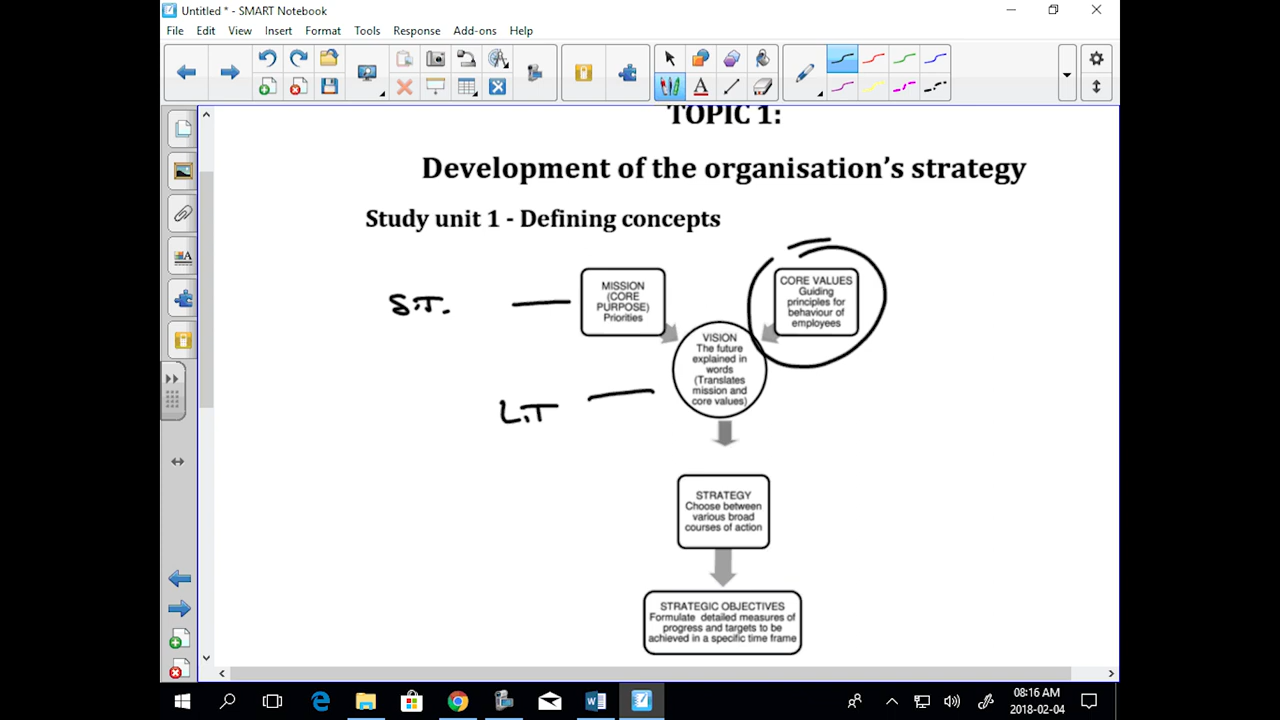 Untitled * - SMART Notebook
File Edit View Insert Format Tools Response Add-ons Help
TOPIC 1:
Development of the organisation’s strategy
Study unit 1 - Defining concepts
MISSION
(CORE
PURPOSE)
Priorities
CORE VALUES
Guiding
principles for
behaviour of
employees
S.T.
VISION
The future
explained in
words
(Translates
mission and
core values)
L.T
STRATEGY
Choose between
various broad
courses of action
STRATEGIC OBJECTIVES
Formulate detailed measures of
progress and targets to be
achieved in a specific time frame
08:16 AM
2018-02-04